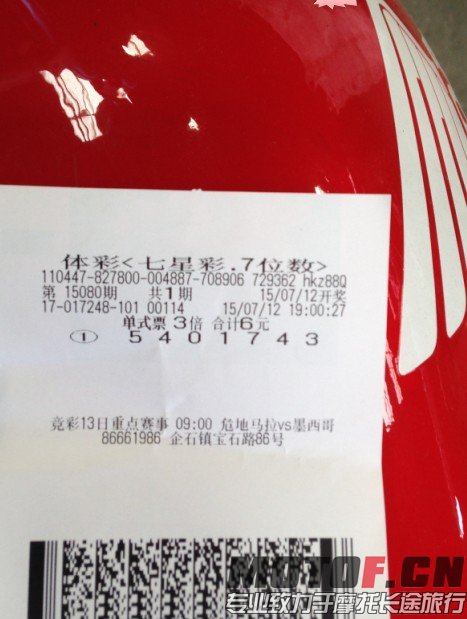 体彩<七星彩.7位数>
110447-827800-004887-708906 729362 hkz88Q
第 15080期 共1期 15/07/12开奖
17-017248-101 00114 15/07/12 19:00:27
单式票 3倍 合计6元
① 5 4 0 1 7 4 3
竞彩13日重点赛事 09:00 危地马拉vs墨西哥
86661986 企石镇宝石路86号
MOTOF.CN
专业致力于摩托长途旅行